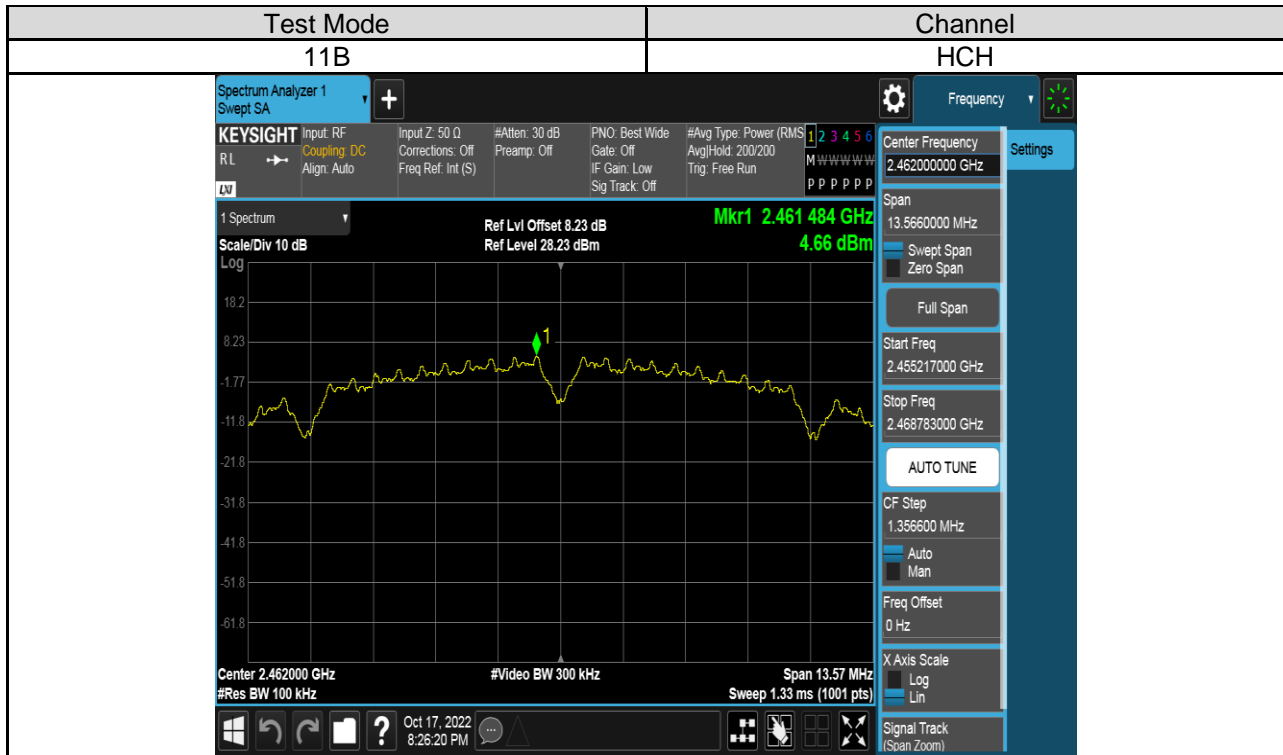 Test Mode
Channel
11B
HCH
Spectrum Analyzer 1
Swept SA
+
Frequency
KEYSIGHT
RL
LXI
Input: RF
Coupling: DC
Align: Auto
Input Z: 50 Ω
Corrections: Off
Freq Ref: Int (S)
#Atten: 30 dB
Preamp: Off
PNO: Best Wide
Gate: Off
IF Gain: Low
Sig Track: Off
#Avg Type: Power (RMS
Avg|Hold: 200/200
Trig: Free Run
1 2 3 4 5 6
M W W W W W
P P P P P P
1 Spectrum
Scale/Div 10 dB
Ref Lvl Offset 8.23 dB
Ref Level 28.23 dBm
Mkr1 2.461 484 GHz
4.66 dBm
Log
18.2
8.23
-1.77
-11.8
-21.8
-31.8
-41.8
-51.8
-61.8
1
Center 2.462000 GHz
#Video BW 300 kHz
Span 13.57 MHz
#Res BW 100 kHz
Sweep 1.33 ms (1001 pts)
Oct 17, 2022
8:26:20 PM
?
Settings
Center Frequency
2.462000000 GHz
Span
13.5660000 MHz
Swept Span
Zero Span
Full Span
Start Freq
2.455217000 GHz
Stop Freq
2.468783000 GHz
AUTO TUNE
CF Step
1.356600 MHz
Auto
Man
Freq Offset
0 Hz
X Axis Scale
Log
Lin
Signal Track
(Span Zoom)